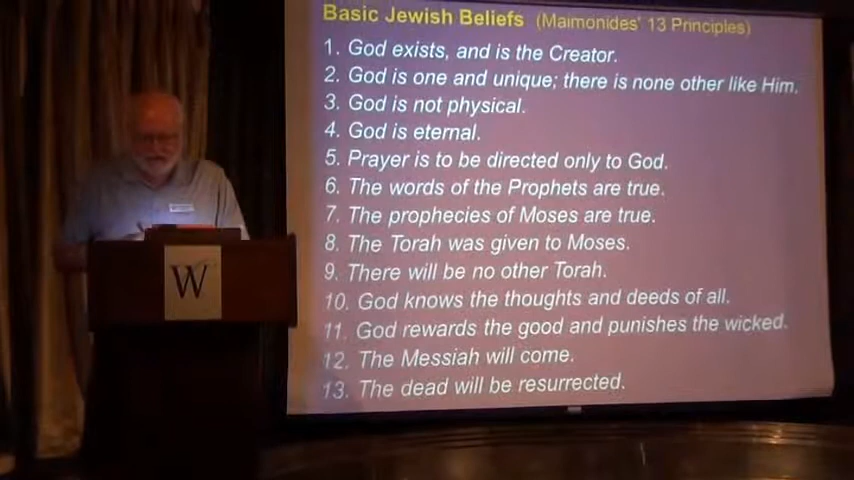 Basic Jewish Beliefs (Maimonides' 13 Principles)
1. God exists, and is the Creator.
2. God is one and unique; there is none other like Him.
3. God is not physical.
4. God is eternal.
5. Prayer is to be directed only to God.
6. The words of the Prophets are true.
7. The prophecies of Moses are true.
8. The Torah was given to Moses.
9. There will be no other Torah.
10. God knows the thoughts and deeds of all.
11. God rewards the good and punishes the wicked.
12. The Messiah will come.
13. The dead will be resurrected.
W